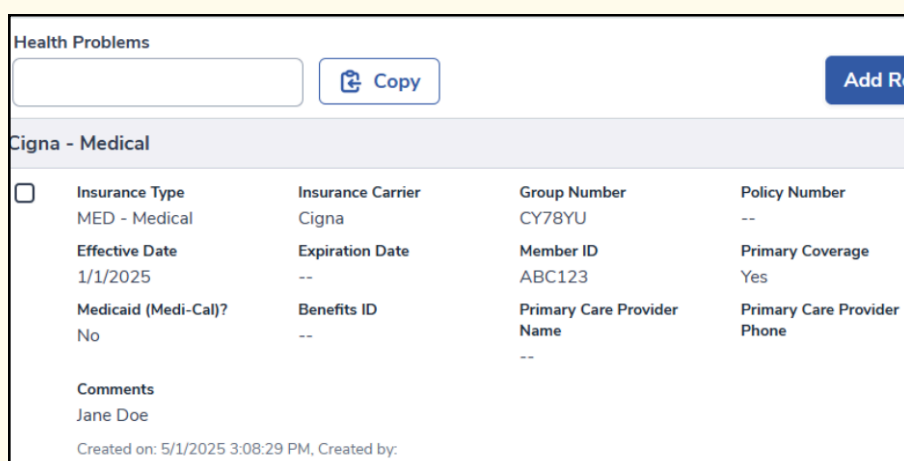 Health Problems
Copy
Add R
Cigna - Medical
Insurance Type Insurance Carrier Group Number Policy Number
MED - Medical Cigna CY78YU --
Effective Date Expiration Date Member ID Primary Coverage
1/1/2025 -- ABC123 Yes
Medicaid (Medi-Cal)? Benefits ID Primary Care Provider Primary Care Provider
No -- Name Phone
--
Comments
Jane Doe
Created on: 5/1/2025 3:08:29 PM, Created by: